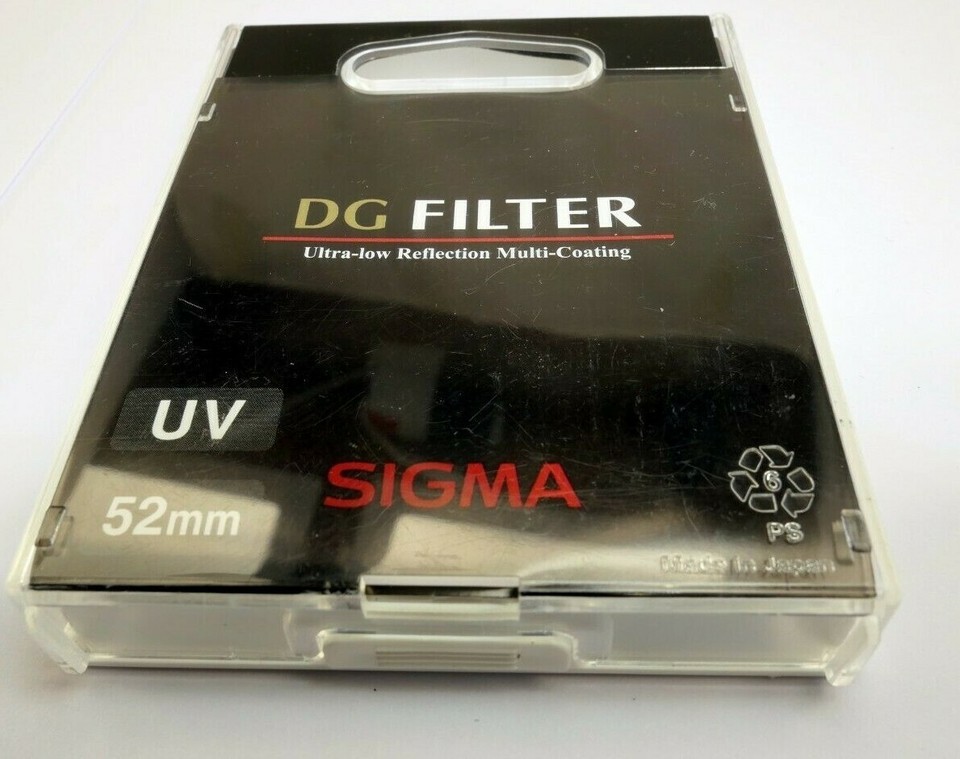 DG FILTER
Ultra-low Reflection Multi-Coating
UV
SIGMA
52mm
6
PS
Made in Japan